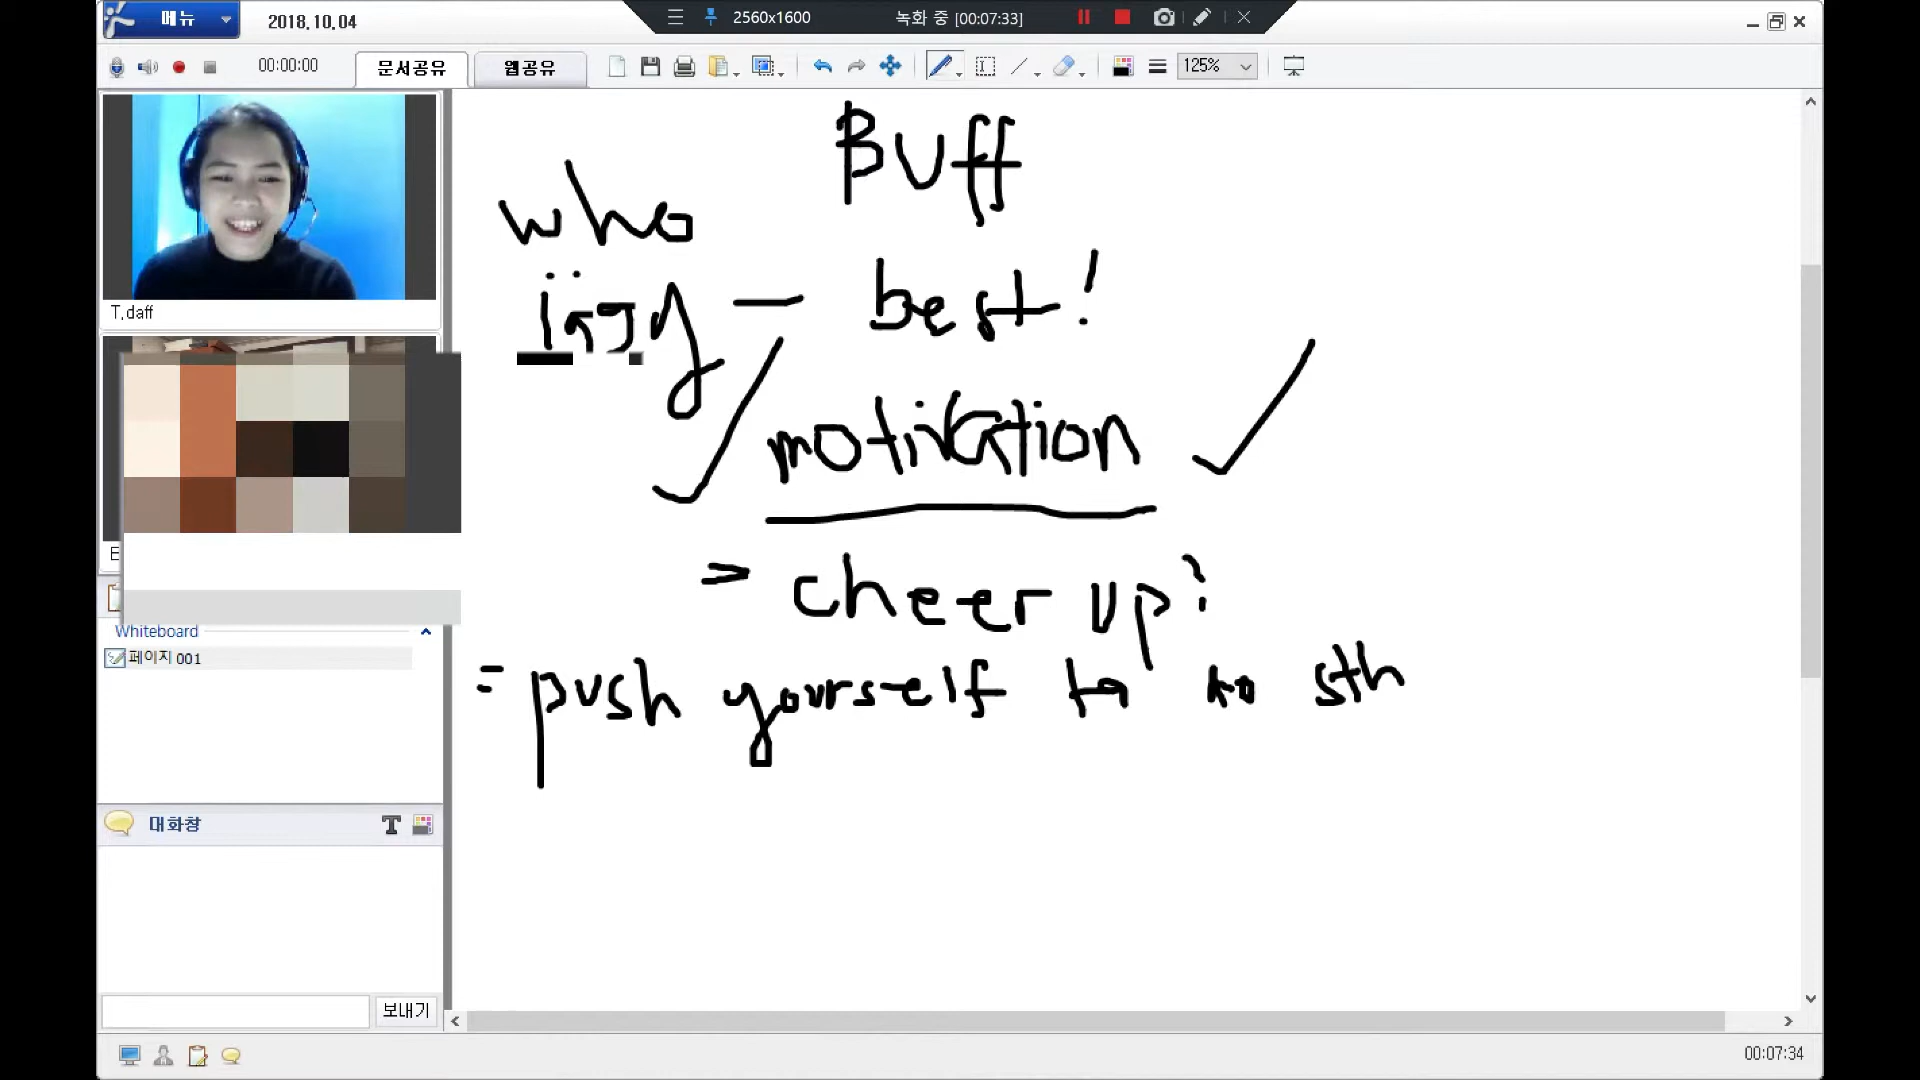 메뉴 2018.10.04 2560x1600 녹화 중 [00:07:33]
00:00:00 문서공유 웹공유 125%
T.daff
E
Whiteboard
페이지 001
대화창 T
보내기
00:07:34
Buff
who
best!
motivation
= cheer up?
= push yourself to sth